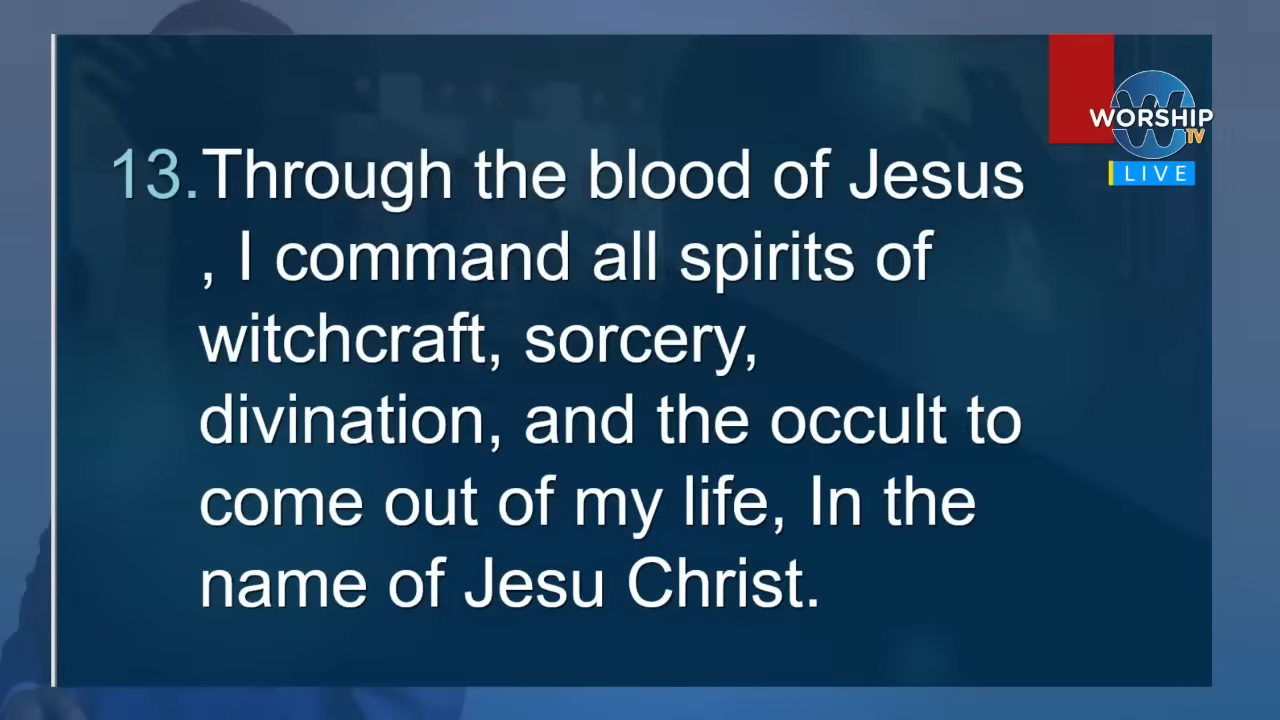 13.Through the blood of Jesus
, I command all spirits of
witchcraft, sorcery,
divination, and the occult to
come out of my life, In the
name of Jesu Christ.
W
WORSHIP
TV
LIVE